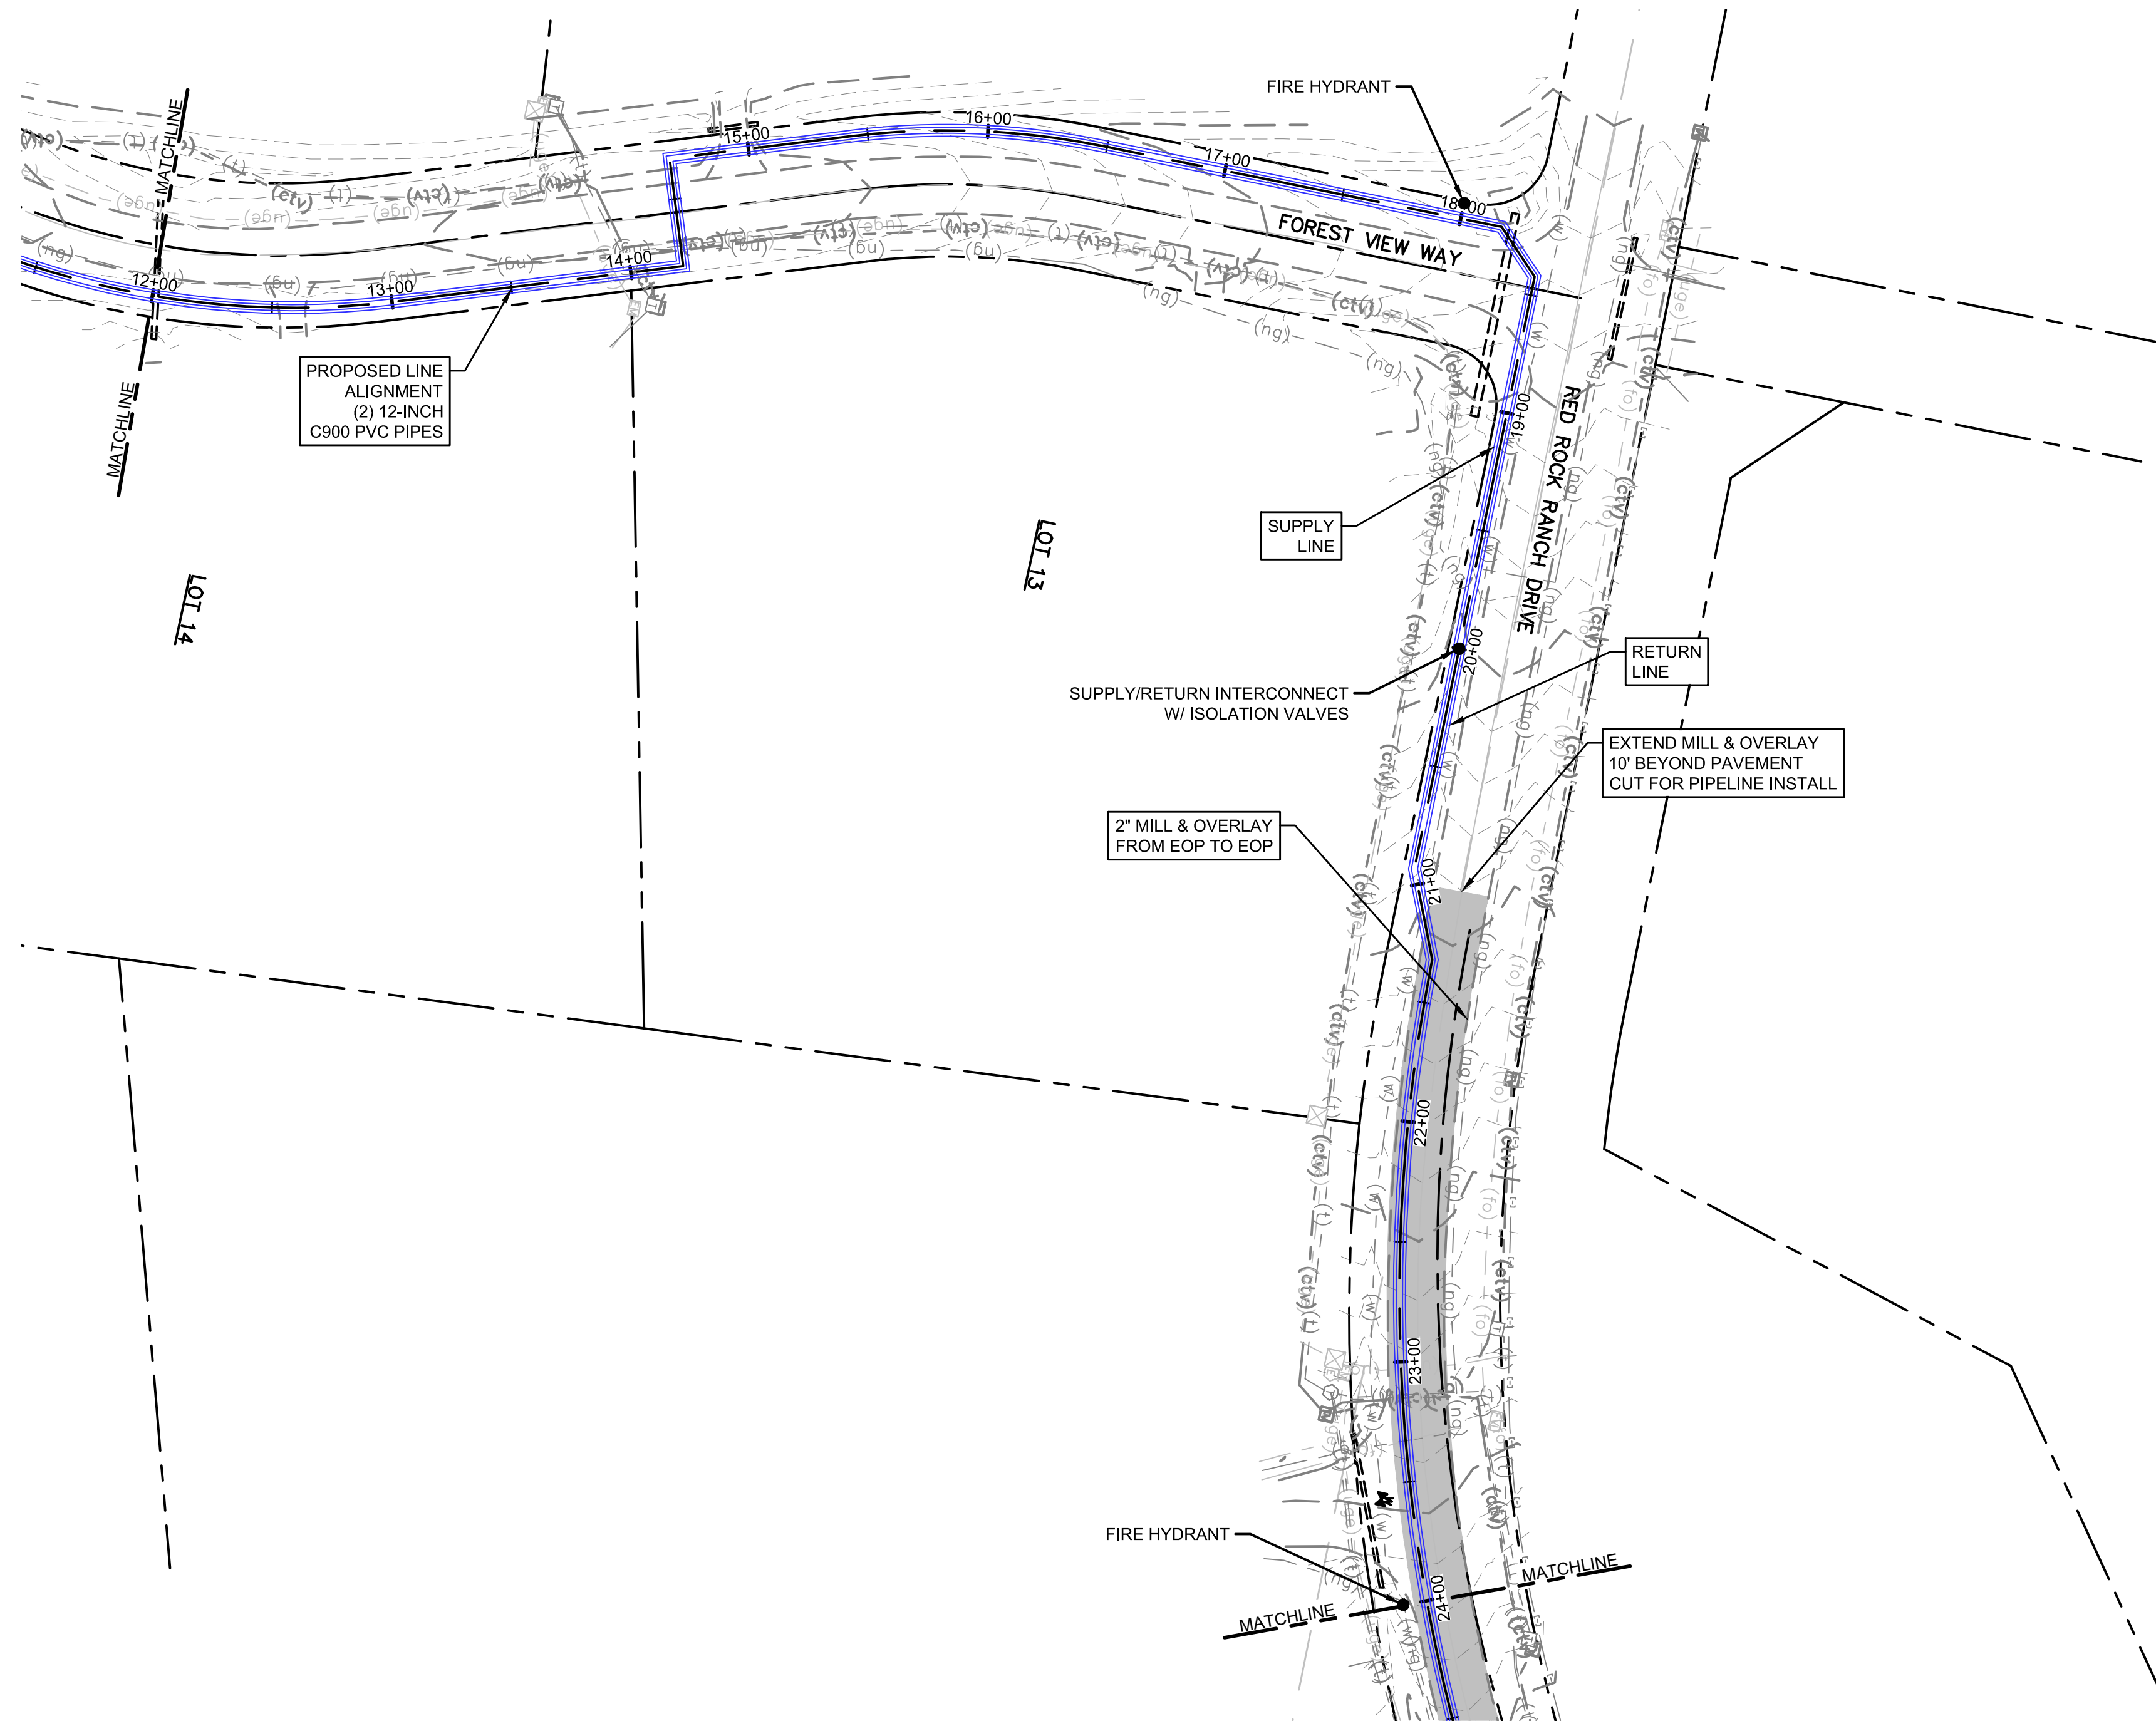 FIRE HYDRANT
MATCHLINE
15+00
16+00
17+00
18+00
FOREST VIEW WAY
12+00
13+00
14+00
PROPOSED LINE
ALIGNMENT
(2) 12-INCH
C900 PVC PIPES
MATCHLINE
19+00
RED ROCK RANCH DRIVE
SUPPLY
LINE
LOT 13
LOT 14
20+00
RETURN
LINE
SUPPLY/RETURN INTERCONNECT
W/ ISOLATION VALVES
EXTEND MILL & OVERLAY
10' BEYOND PAVEMENT
CUT FOR PIPELINE INSTALL
2" MILL & OVERLAY
FROM EOP TO EOP
21+00
22+00
23+00
FIRE HYDRANT
24+00
MATCHLINE
MATCHLINE
(ctv)
(t)
(uge)
(ng)
(w)
(fo)